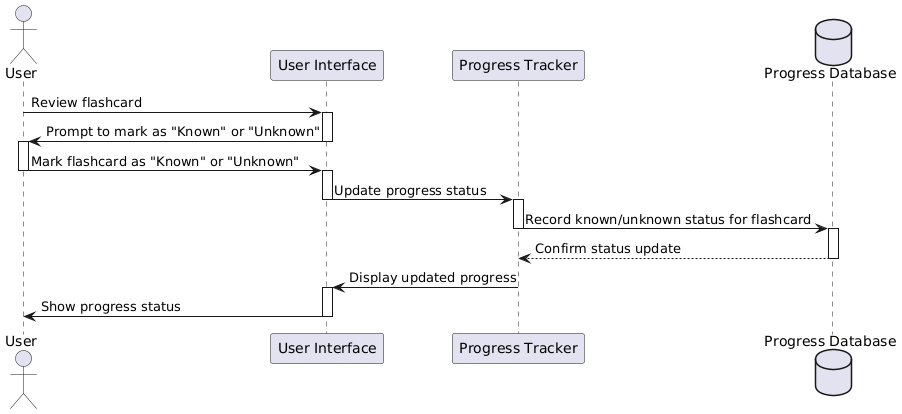 User
User Interface
Progress Tracker
Progress Database
Review flashcard
Prompt to mark as "Known" or "Unknown"
Mark flashcard as "Known" or "Unknown"
Update progress status
Record known/unknown status for flashcard
Confirm status update
Display updated progress
Show progress status
User
User Interface
Progress Tracker
Progress Database